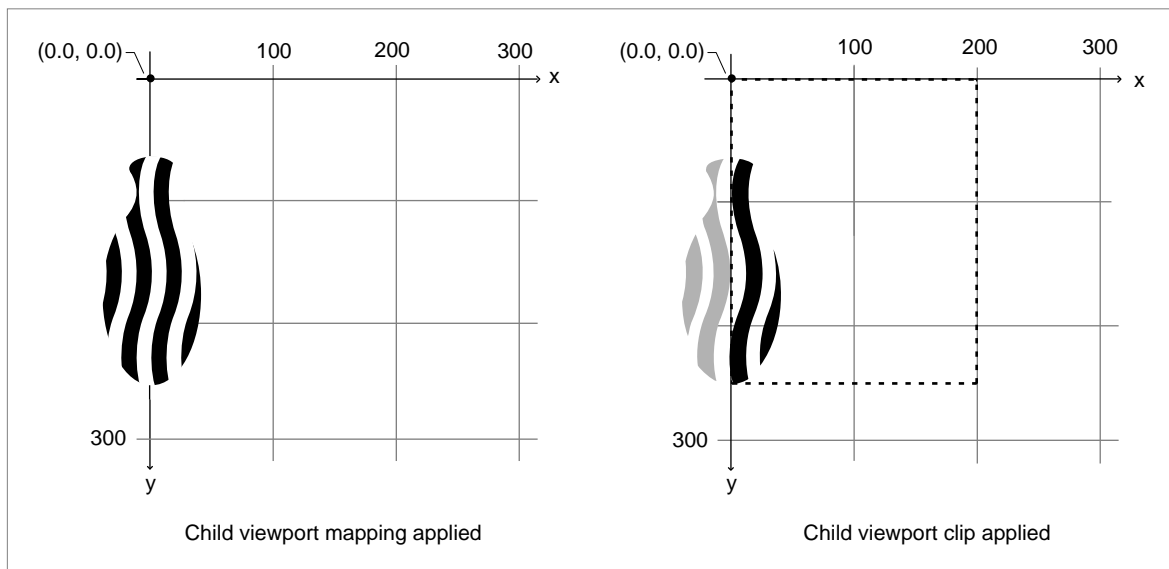 (0.0, 0.0) 100 200 300
x
300
y
Child viewport mapping applied
(0.0, 0.0) 100 200 300
x
300
y
Child viewport clip applied